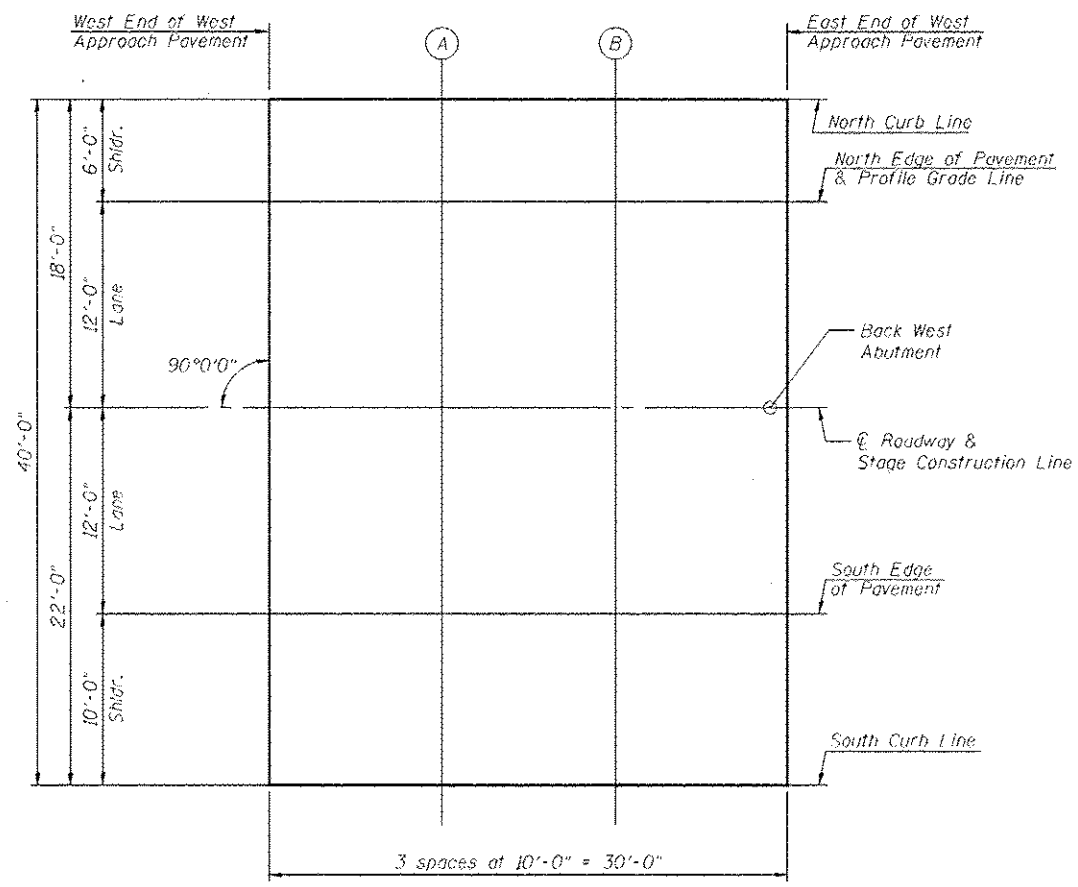 West End of West
Approach Pavement
A
B
East End of West
Approach Pavement
6'-0"
Shldr.
North Curb Line
North Edge of Pavement
& Profile Grade Line
18'-0"
12'-0"
Lane
Back West
Abutment
90°0'0"
40'-0"
℄ Roadway &
Stage Construction Line
12'-0"
Lane
22'-0"
South Edge
of Pavement
10'-0"
Shldr.
South Curb Line
3 spaces at 10'-0" = 30'-0"